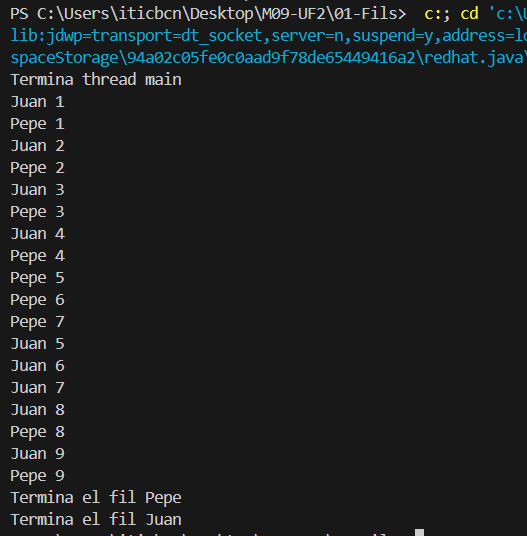 PS C:\Users\iticbcn\Desktop\M09-UF2\01-Fils>  c:; cd 'c:\U
lib:jdwp=transport=dt_socket,server=n,suspend=y,address=lo
spaceStorage\94a02c05fe0c0aad9f78de65449416a2\redhat.java\
Termina thread main
Juan 1
Pepe 1
Juan 2
Pepe 2
Juan 3
Pepe 3
Juan 4
Pepe 4
Pepe 5
Pepe 6
Pepe 7
Juan 5
Juan 6
Juan 7
Juan 8
Pepe 8
Juan 9
Pepe 9
Termina el fil Pepe
Termina el fil Juan